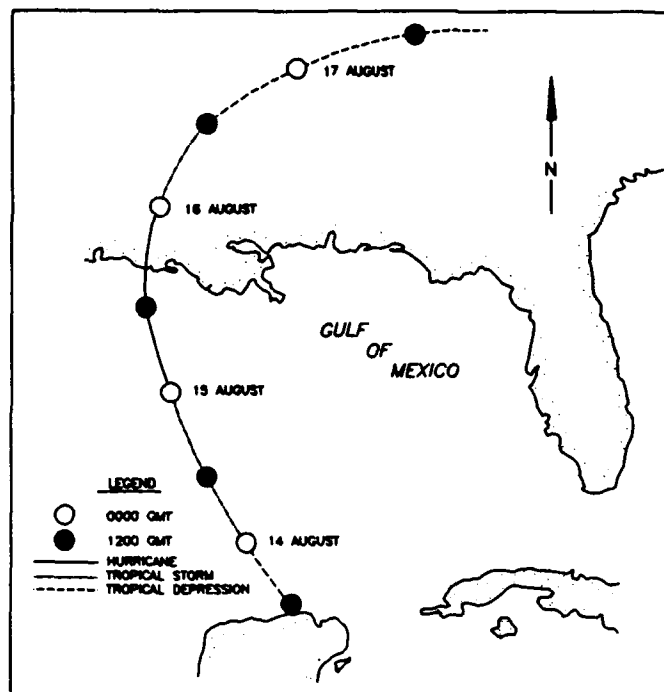 17 AUGUST
N
16 AUGUST
GULF
OF
MEXICO
15 AUGUST
LEGEND
0000 GMT
1200 GMT
14 AUGUST
HURRICANE
TROPICAL STORM
TROPICAL DEPRESSION